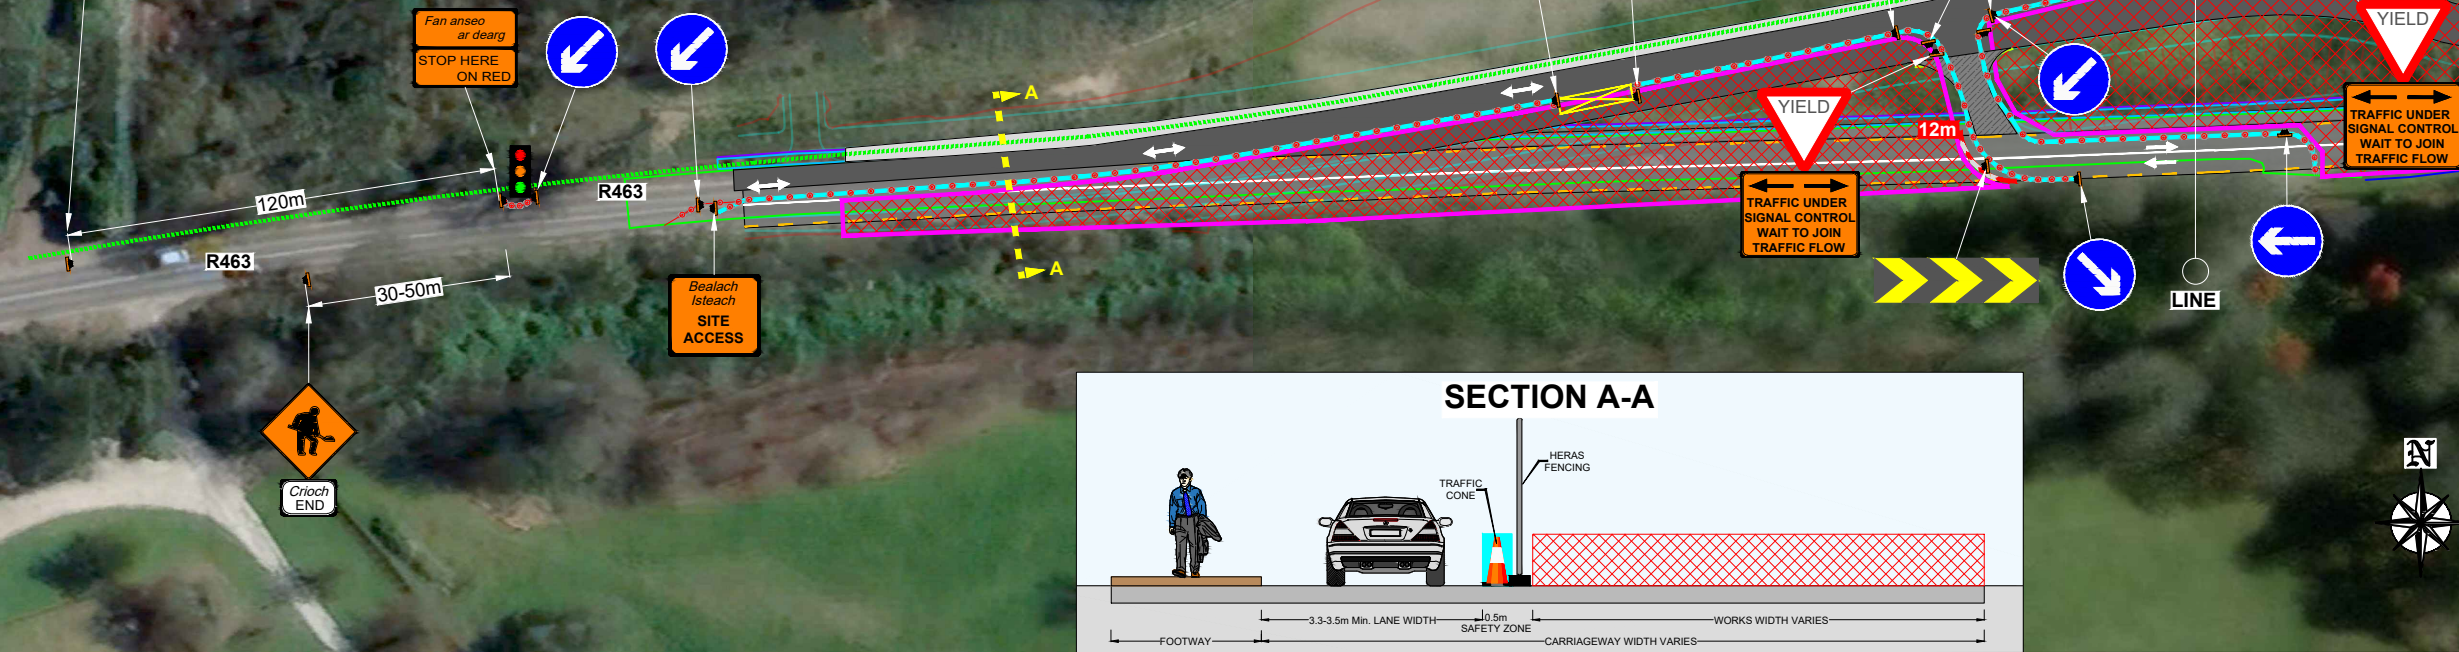 Fan anseo
ar dearg
STOP HERE
ON RED
120m
R463
30-50m
R463
Bealach
Isteach
SITE
ACCESS
Crioch
END
A
A
YIELD
TRAFFIC UNDER
SIGNAL CONTROL
WAIT TO JOIN
TRAFFIC FLOW
12m
YIELD
TRAFFIC UNDER
SIGNAL CONTROL
WAIT TO JOIN
TRAFFIC FLOW
LINE
SECTION A-A
HERAS
FENCING
TRAFFIC
CONE
3.3-3.5m Min. LANE WIDTH
0.5m
SAFETY ZONE
WORKS WIDTH VARIES
FOOTWAY
CARRIAGEWAY WIDTH VARIES
N